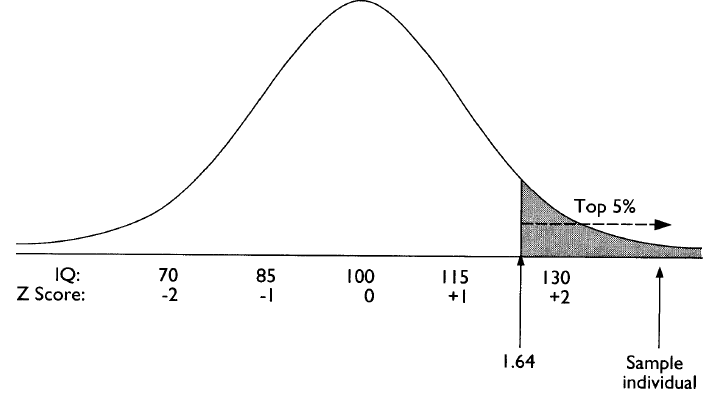 Top 5%
IQ: 70 85 100 115 130
Z Score: -2 -1 0 +1 +2
1.64
Sample
individual